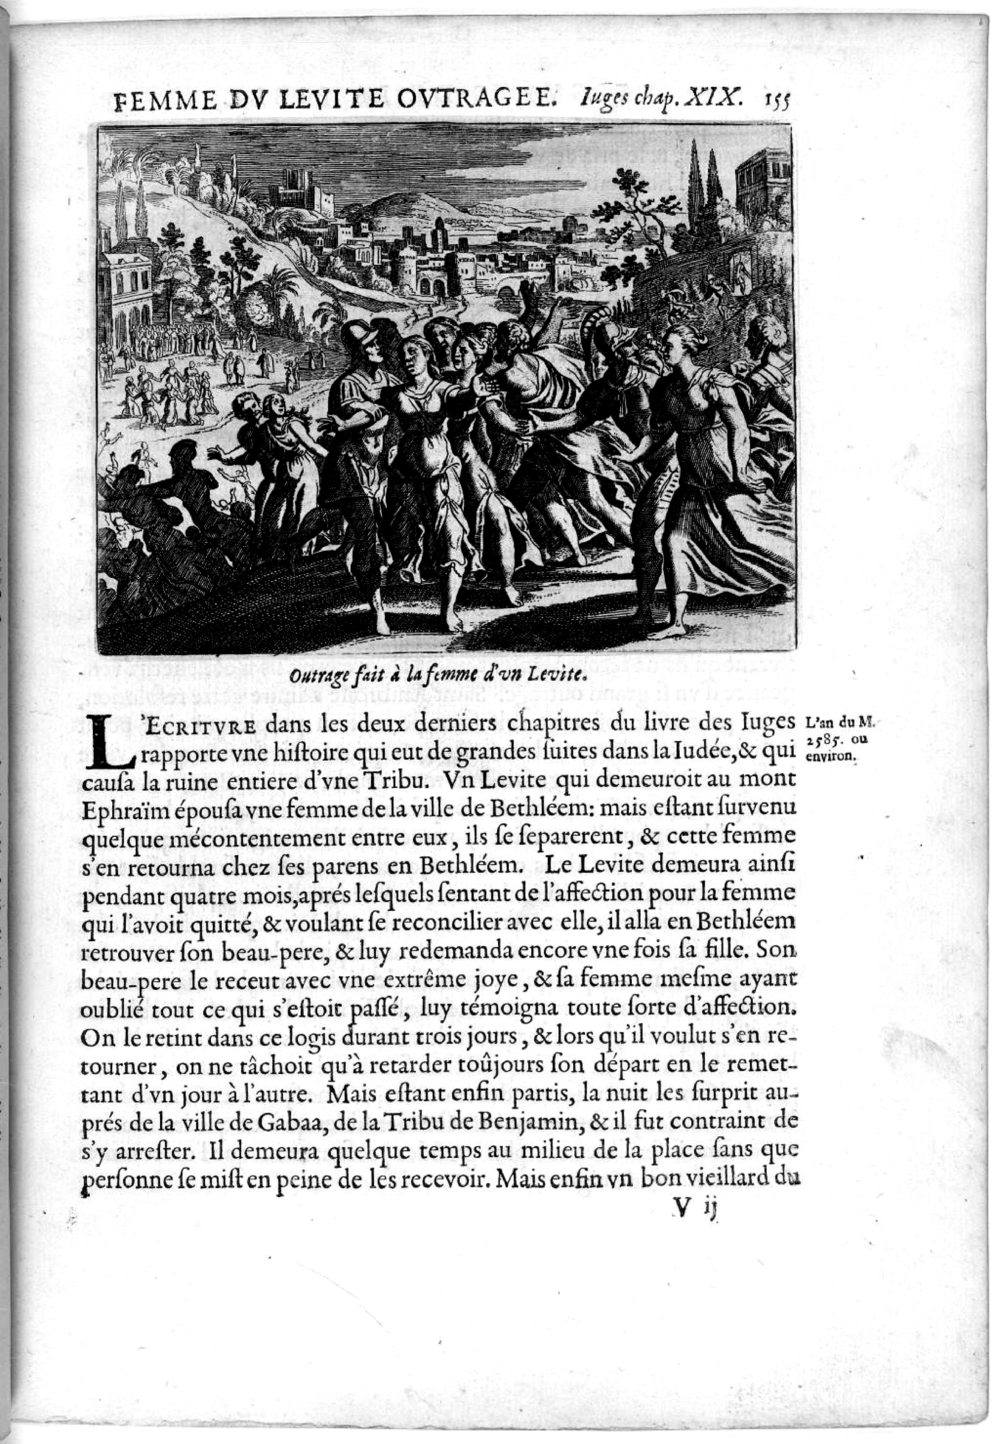 FEMME DV LEVITE OVTRAGEE. Iuges chap. XIX. 155
Outrage fait à la femme d'vn Levite.
L'ECRITVRE dans les deux derniers chapitres du livre des Iuges
rapporte vne hiſtoire qui eut de grandes ſuites dans la Iudée, & qui
cauſa la ruine entiere d'vne Tribu. Vn Levite qui demeuroit au mont
Ephraïm épouſa vne femme de la ville de Bethléem: mais eſtant ſurvenu
quelque mécontentement entre eux, ils ſe ſeparerent, & cette femme
s'en retourna chez ſes parens en Bethléem. Le Levite demeura ainſi
pendant quatre mois, aprés leſquels ſentant de l'affection pour la femme
qui l'avoit quitté, & voulant ſe reconcilier avec elle, il alla en Bethléem
retrouver ſon beau-pere, & luy redemanda encore vne fois ſa fille. Son
beau-pere le receut avec vne extrême joye, & ſa femme meſme ayant
oublié tout ce qui s'eſtoit paſſé, luy témoigna toute ſorte d'affection.
On le retint dans ce logis durant trois jours, & lors qu'il voulut s'en re-
tourner, on ne tâchoit qu'à retarder toûjours ſon départ en le remet-
tant d'vn jour à l'autre. Mais eſtant enfin partis, la nuit les ſurprit au-
prés de la ville de Gabaa, de la Tribu de Benjamin, & il fut contraint de
s'y arreſter. Il demeura quelque temps au milieu de la place ſans que
perſonne ſe miſt en peine de les recevoir. Mais enfin vn bon vieillard du
V ij
L'an du M.
2585. ou
environ.